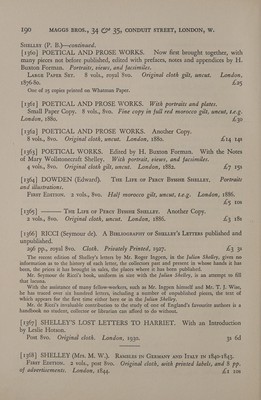 190 MAGGS BROS., 34 & 35, CONDUIT STREET, LONDON, W.
SHELLEY (P. B.)—continued.
[1360] POETICAL AND PROSE WORKS. Now first brought together, with
many pieces not before published, edited with prefaces, notes and appendices by H.
Buxton Forman. Portraits, views, and facsimiles.
LARGE PAPER SET. 8 vols., royal 8vo. Original cloth gilt, uncut. London,
1876-80. £25
One of 25 copies printed on Whatman Paper.
[1361] POETICAL AND PROSE WORKS. With portraits and plates.
Small Paper Copy. 8 vols., 8vo. Fine copy in full red morocco gilt, uncut, t.e.g.
London, 1880. £32
[1362] POETICAL AND PROSE WORKS. Another Copy.
8 vols., 8vo. Original cloth gilt, uncut. London, 1880. £14 14s
[1363] POETICAL WORKS. Edited by H. Buxton Forman. With the Notes
of Mary Wollstonecraft Shelley. With portrait, views, and facsimiles.
4 vols., 8vo. Original cloth gilt, uncut. London, 1882. £7 15s
[1364] DOWDEN (Edward). THE LIFE OF PERCY BYSSHE SHELLEY. Portraits
and illustrations.
FIRST EDITION. 2 vols., 8vo. Half morocco gilt, uncut, t.e.g. London, 1886.
£5 10s
[1365] ——— THE LIFE OF PERCY BYSSHE SHELLEY. Another Copy.
2 vols., 8vo. Original cloth, uncut. London, 1886. £3 18s
[1366] RICCI (Seymour de). A BIBLIOGRAPHY OF SHELLEY'S LETTERS published and
unpublished.
296 pp., royal 8vo. Cloth. Privately Printed, 1927. £3 3s
The recent edition of Shelley's letters by Mr. Roger Ingpen, in the Julian Shelley, gives no
information as to the history of each letter, the collectors past and present in whose hands it has
been, the prices it has brought in sales, the places where it has been published.
Mr. Seymour de Ricci's book, uniform in size with the Julian Shelley, is an attempt to fill
that lacuna.
With the assistance of many fellow-workers, such as Mr. Ingpen himself and Mr. T. J. Wise,
he has traced over six hundred letters, including a number of unpublished pieces, the text of
which appears for the first time either here or in the Julian Shelley.
Mr. de Ricci's invaluable contribution to the study of one of England's favourite authors is a
handbook no student, collector or librarian can afford to do without.
[1367] SHELLEY'S LOST LETTERS TO HARRIET. With an Introduction
by Leslie Hotson.
Post 8vo. Original cloth. London, 1930. 3s 6d
[1368] SHELLEY (Mrs. M. W.). RAMBLES IN GERMANY AND ITALY IN 1840-1843.
FIRST EDITION. 2 vols., post 8vo. Original cloth, with printed labels, and 8 pp.
of advertisements. London, 1844. £1 10s